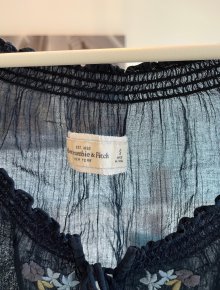 EST. 1892
Abercrombie & Fitch
NEW YORK
S